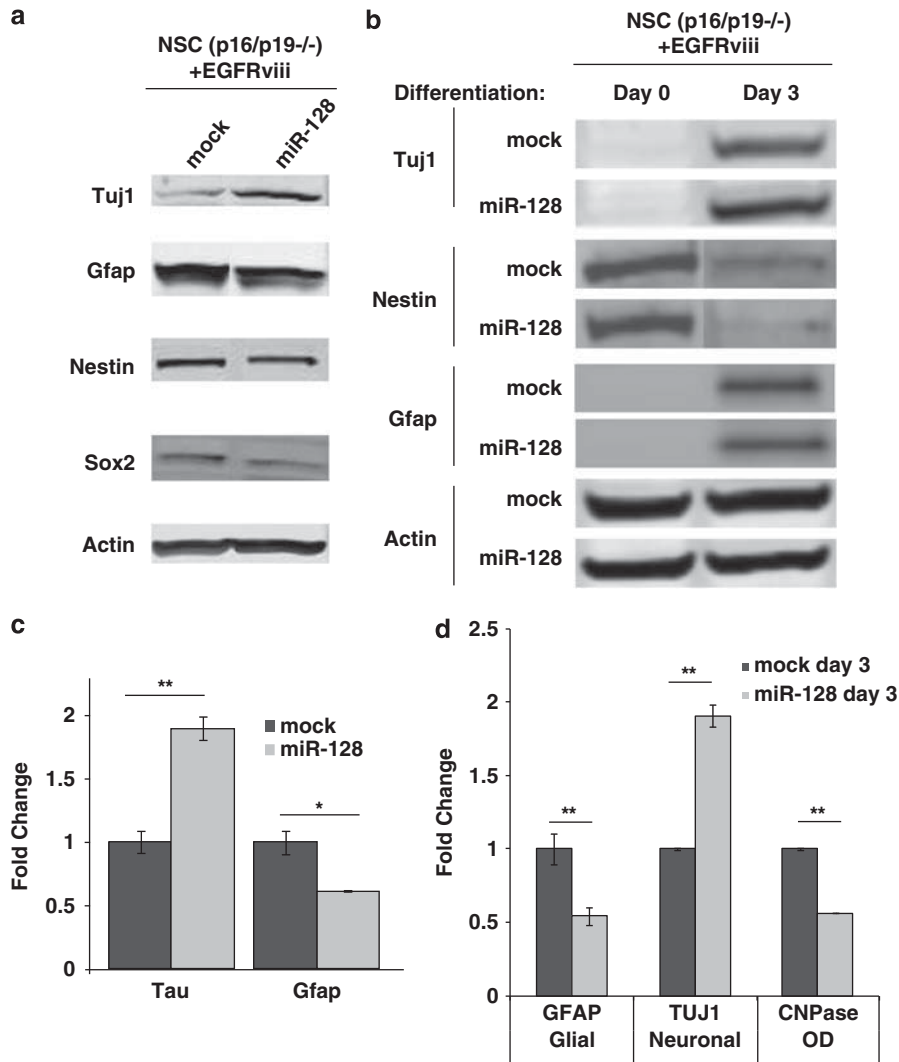 a
NSC (p16/p19-/-)
+EGFRviii
mock
miR-128
Tuj1
Gfap
Nestin
Sox2
Actin
b
NSC (p16/p19-/-)
+EGFRviii
Differentiation:
Day 0
Day 3
Tuj1
mock
miR-128
Nestin
mock
miR-128
Gfap
mock
miR-128
Actin
mock
miR-128
c
Fold Change
2
1.5
1
0.5
0
**
*
mock
miR-128
Tau
Gfap
d
Fold Change
2.5
2
1.5
1
0.5
0
**
**
**
mock day 3
miR-128 day 3
GFAP
Glial
TUJ1
Neuronal
CNPase
OD